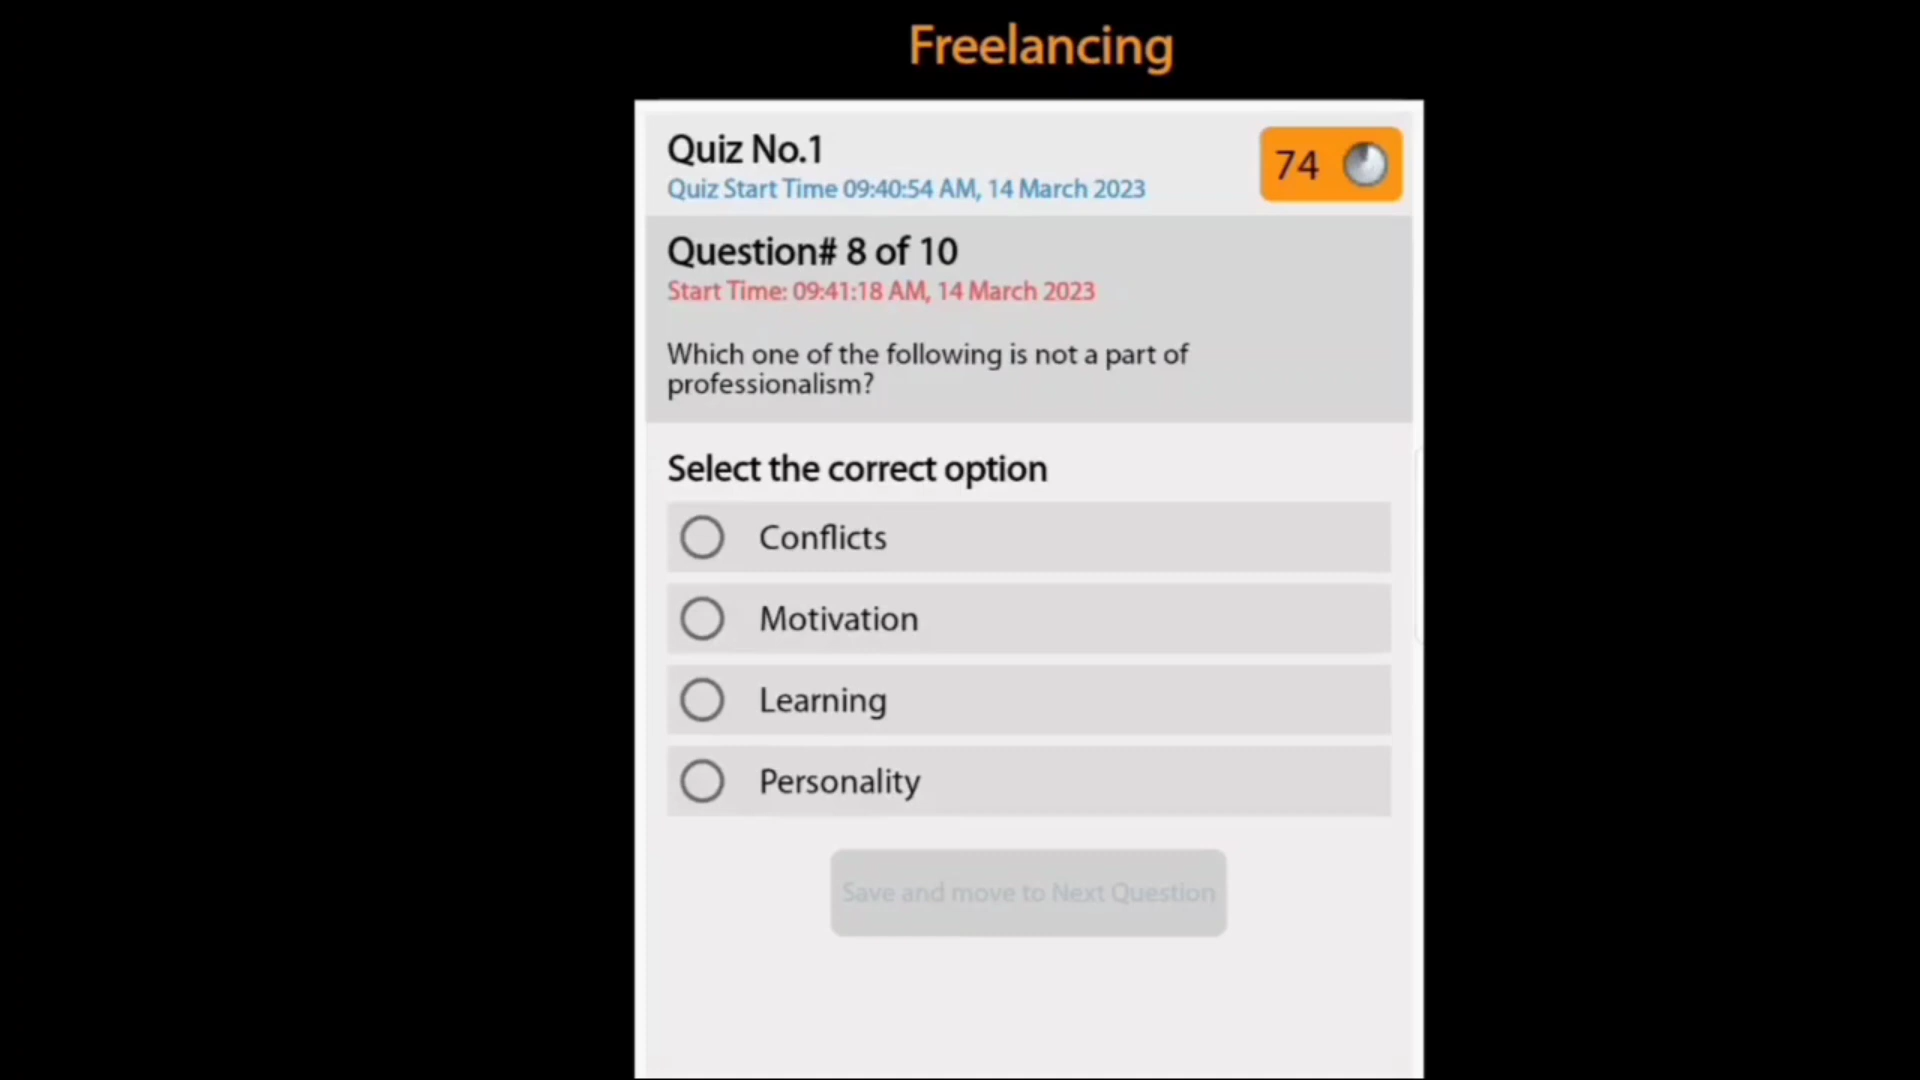 Freelancing
Quiz No.1
74
Quiz Start Time 09:40:54 AM, 14 March 2023
Question# 8 of 10
Start Time: 09:41:18 AM, 14 March 2023
Which one of the following is not a part of
professionalism?
Select the correct option
Conflicts
Motivation
Learning
Personality
Save and move to Next Question